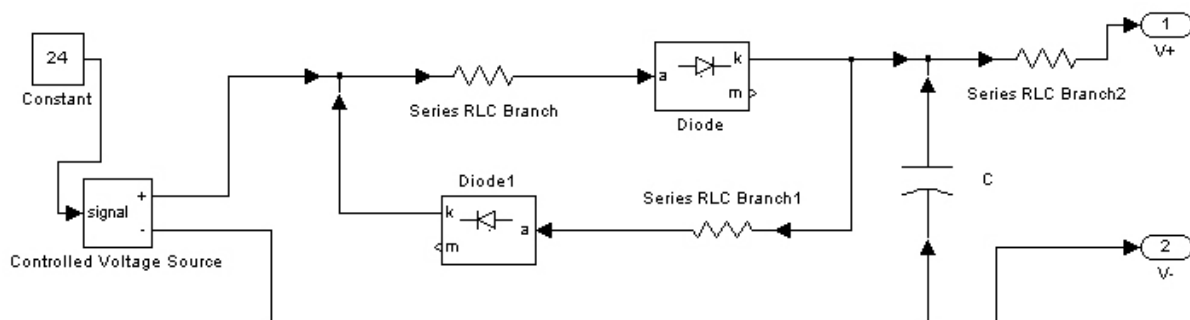 24
Constant
signal
+
-
Controlled Voltage Source
Series RLC Branch
a
k
m
Diode
Diode1
k
m
a
Series RLC Branch1
C
Series RLC Branch2
1
V+
2
V-